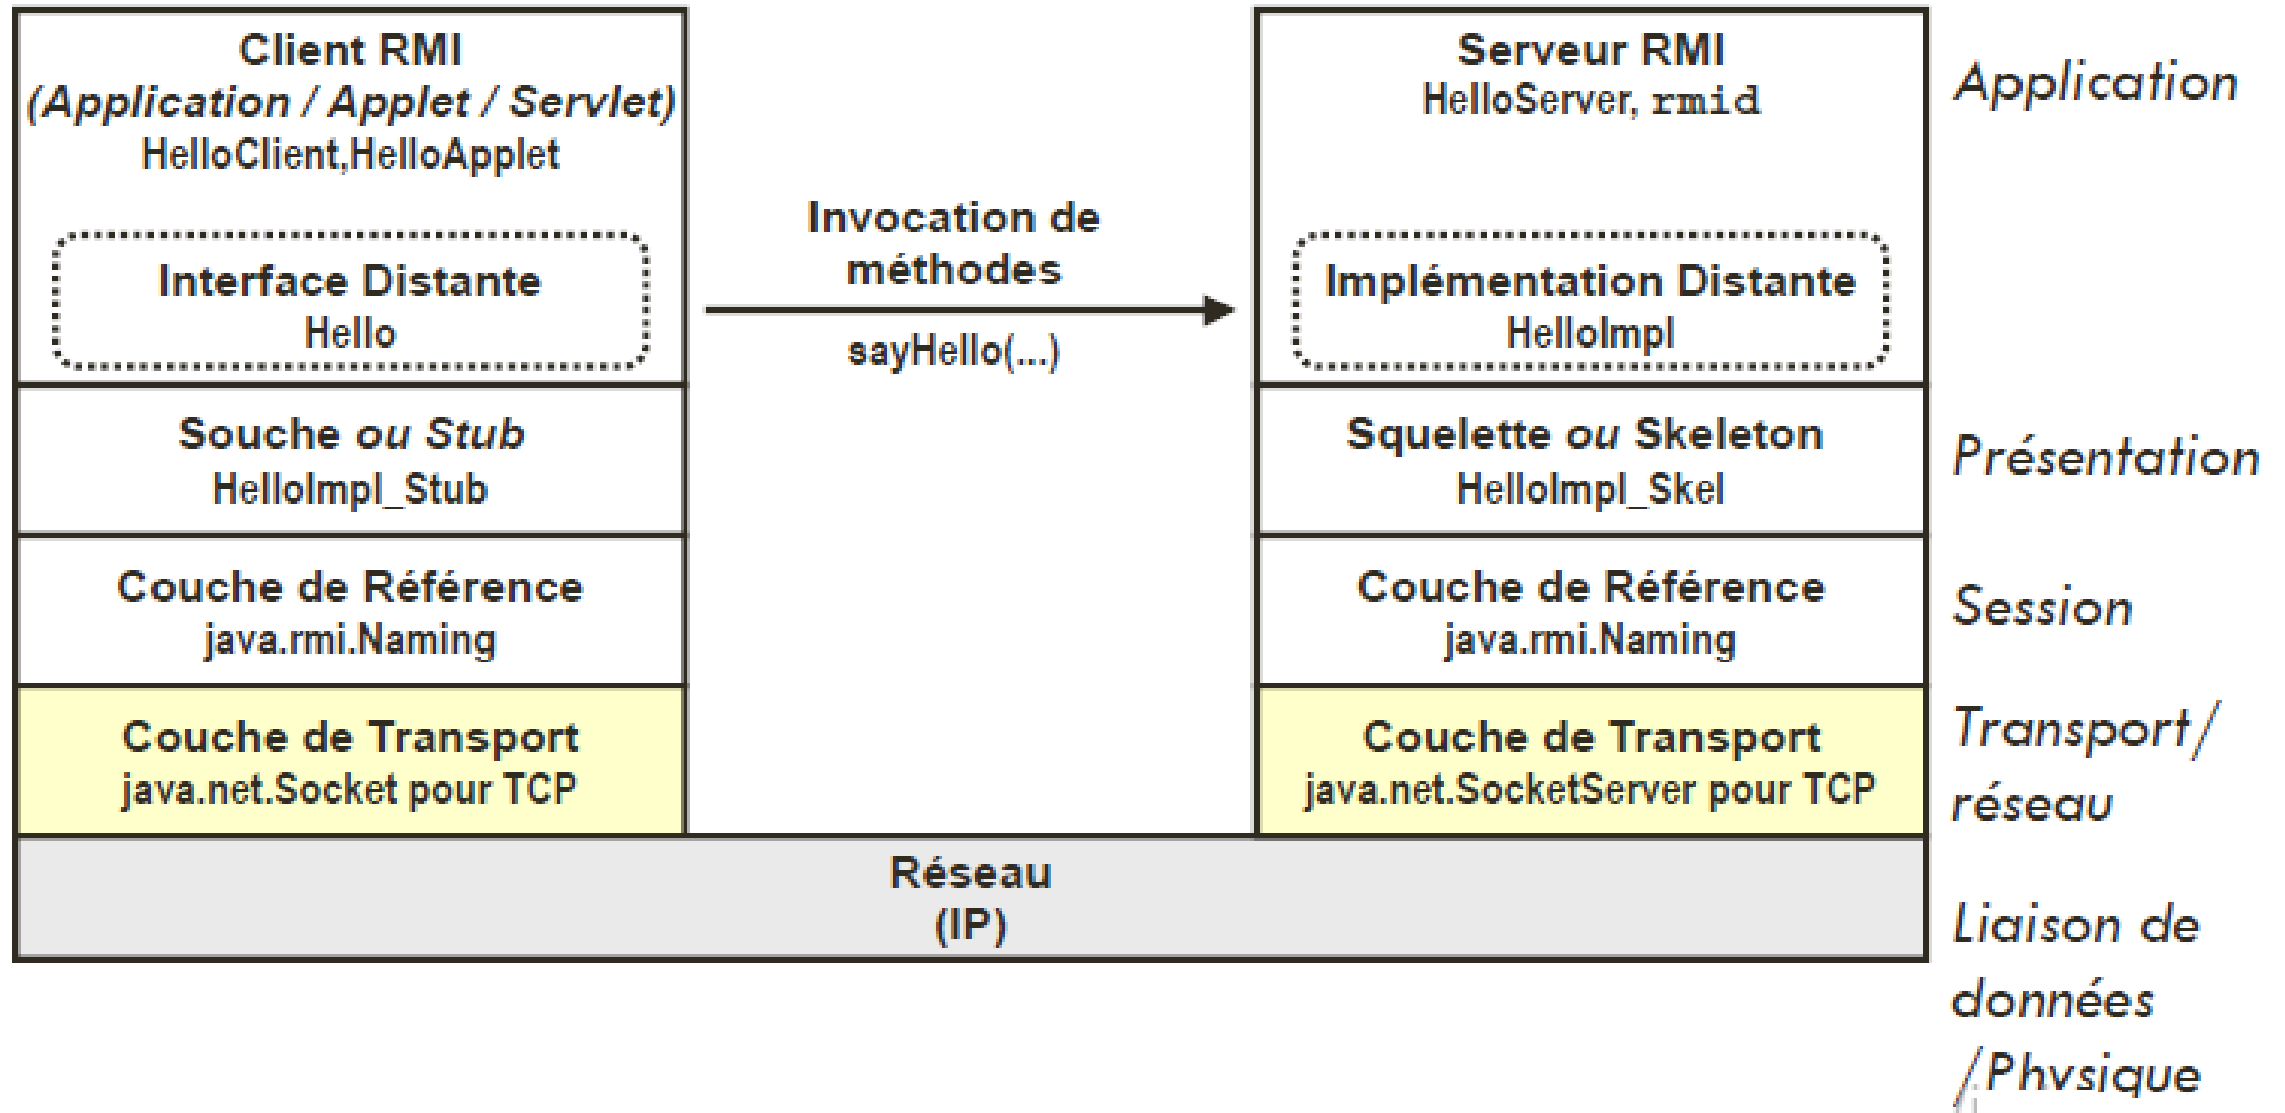 Client RMI
(Application / Applet / Servlet)
HelloClient,HelloApplet
Interface Distante
Hello
Souche ou Stub
HelloImpl_Stub
Couche de Référence
java.rmi.Naming
Couche de Transport
java.net.Socket pour TCP
Invocation de
méthodes
sayHello(...)
Serveur RMI
HelloServer, rmid
Implémentation Distante
HelloImpl
Squelette ou Skeleton
HelloImpl_Skel
Couche de Référence
java.rmi.Naming
Couche de Transport
java.net.SocketServer pour TCP
Réseau
(IP)
Application
Présentation
Session
Transport/
réseau
Liaison de
données
/Physique